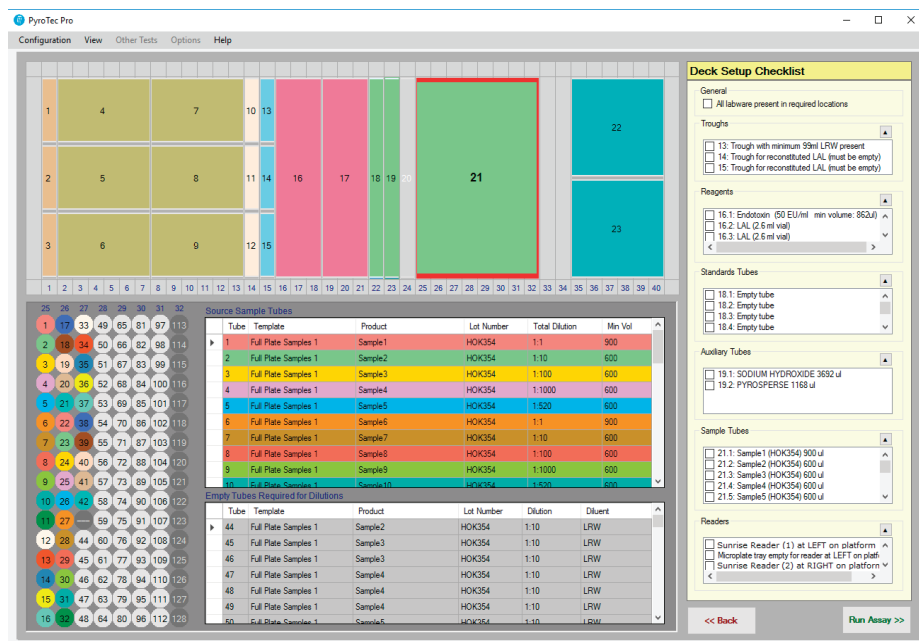 PyroTec Pro
Configuration View Other Tests Options Help
1 4 7 10 13 16 17 18 19 20 21 22
2 5 8 11 14
3 6 9 12 15 23
1 2 3 4 5 6 7 8 9 10 11 12 13 14 15 16 17 18 19 20 21 22 23 24 25 26 27 28 29 30 31 32 33 34 35 36 37 38 39 40
25 26 27 28 29 30 31 32
1 17 33 49 65 81 97 113
2 18 34 50 66 82 98 114
3 19 35 51 67 83 99 115
4 20 36 52 68 84 100 116
5 21 37 53 69 85 101 117
6 22 38 54 70 86 102 118
7 23 39 55 71 87 103 119
8 24 40 56 72 88 104 120
9 25 41 57 73 89 105 121
10 26 42 58 74 90 106 122
11 27 — 59 75 91 107 123
12 28 44 60 76 92 108 124
13 29 45 61 77 93 109 125
14 30 46 62 78 94 110 126
15 31 47 63 79 95 111 127
16 32 48 64 80 96 112 128
Source Sample Tubes
Tube Template Product Lot Number Total Dilution Min Vol
1 Full Plate Samples 1 Sample1 HOK354 1:1 900
2 Full Plate Samples 1 Sample2 HOK354 1:10 600
3 Full Plate Samples 1 Sample3 HOK354 1:100 600
4 Full Plate Samples 1 Sample4 HOK354 1:1000 600
5 Full Plate Samples 1 Sample5 HOK354 1:520 600
6 Full Plate Samples 1 Sample6 HOK354 1:1 900
7 Full Plate Samples 1 Sample7 HOK354 1:10 600
8 Full Plate Samples 1 Sample8 HOK354 1:100 600
9 Full Plate Samples 1 Sample9 HOK354 1:1000 600
10 Full Plate Samples 1 Sample10 HOK354 1:520 600
Empty Tubes Required for Dilutions
Tube Template Product Lot Number Dilution Diluent
44 Full Plate Samples 1 Sample2 HOK354 1:10 LRW
45 Full Plate Samples 1 Sample3 HOK354 1:10 LRW
46 Full Plate Samples 1 Sample3 HOK354 1:10 LRW
47 Full Plate Samples 1 Sample4 HOK354 1:10 LRW
48 Full Plate Samples 1 Sample4 HOK354 1:10 LRW
49 Full Plate Samples 1 Sample4 HOK354 1:10 LRW
50 Full Plate Samples 1 Sample5 HOK354 1:10 LRW
Deck Setup Checklist
General
All labware present in required locations
Troughs
13: Trough with minimum 99ml LRW present
14: Trough for reconstituted LAL (must be empty)
15: Trough for reconstituted LAL (must be empty)
Reagents
16.1: Endotoxin (50 EU/ml min volume: 862ul)
16.2: LAL (2.6 ml vial)
16.3: LAL (2.6 ml vial)
Standards Tubes
18.1: Empty tube
18.2: Empty tube
18.3: Empty tube
18.4: Empty tube
Auxiliary Tubes
19.1: SODIUM HYDROXIDE 3692 ul
19.2: PYROSPERSE 1168 ul
Sample Tubes
21.1: Sample1 (HOK354) 900 ul
21.2: Sample2 (HOK354) 600 ul
21.3: Sample3 (HOK354) 600 ul
21.4: Sample4 (HOK354) 600 ul
21.5: Sample5 (HOK354) 600 ul
Readers
Sunrise Reader (1) at LEFT on platform
Microplate tray empty for reader at LEFT on platf
Sunrise Reader (2) at RIGHT on platform
<< Back
Run Assay >>